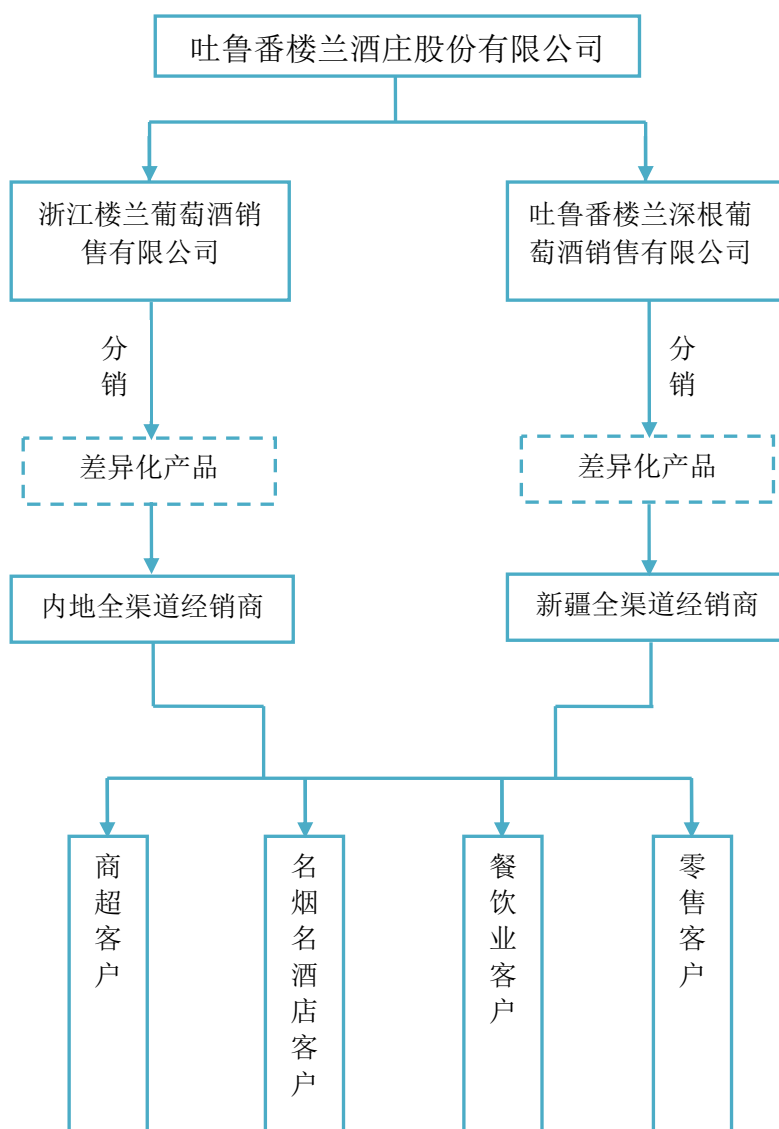 吐鲁番楼兰酒庄股份有限公司
浙江楼兰葡萄酒销
售有限公司
吐鲁番楼兰深根葡
萄酒销售有限公司
分销
分销
差异化产品
差异化产品
内地全渠道经销商
新疆全渠道经销商
商超客户
名烟名酒店客户
餐饮业客户
零售客户